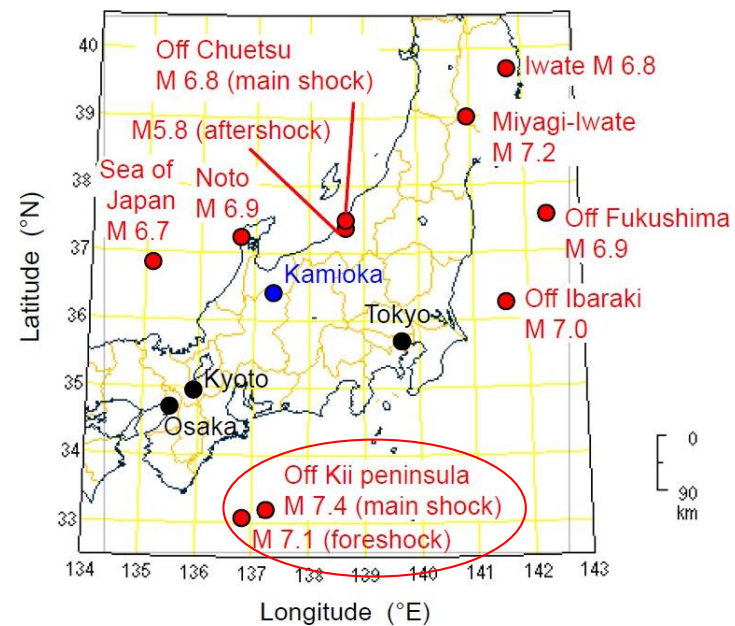 Off Chuetsu
M 6.8 (main shock)
M5.8 (aftershock)
Iwate M 6.8
Miyagi-Iwate
M 7.2
Sea of
Japan
M 6.7
Noto
M 6.9
Off Fukushima
M 6.9
Kamioka
Off Ibaraki
M 7.0
Tokyo
Kyoto
Osaka
Off Kii peninsula
M 7.4 (main shock)
M 7.1 (foreshock)
0
90
km
40
39
38
37
36
35
34
33
Latitude (°N)
134 135 136 137 138 139 140 141 142 143
Longitude (°E)